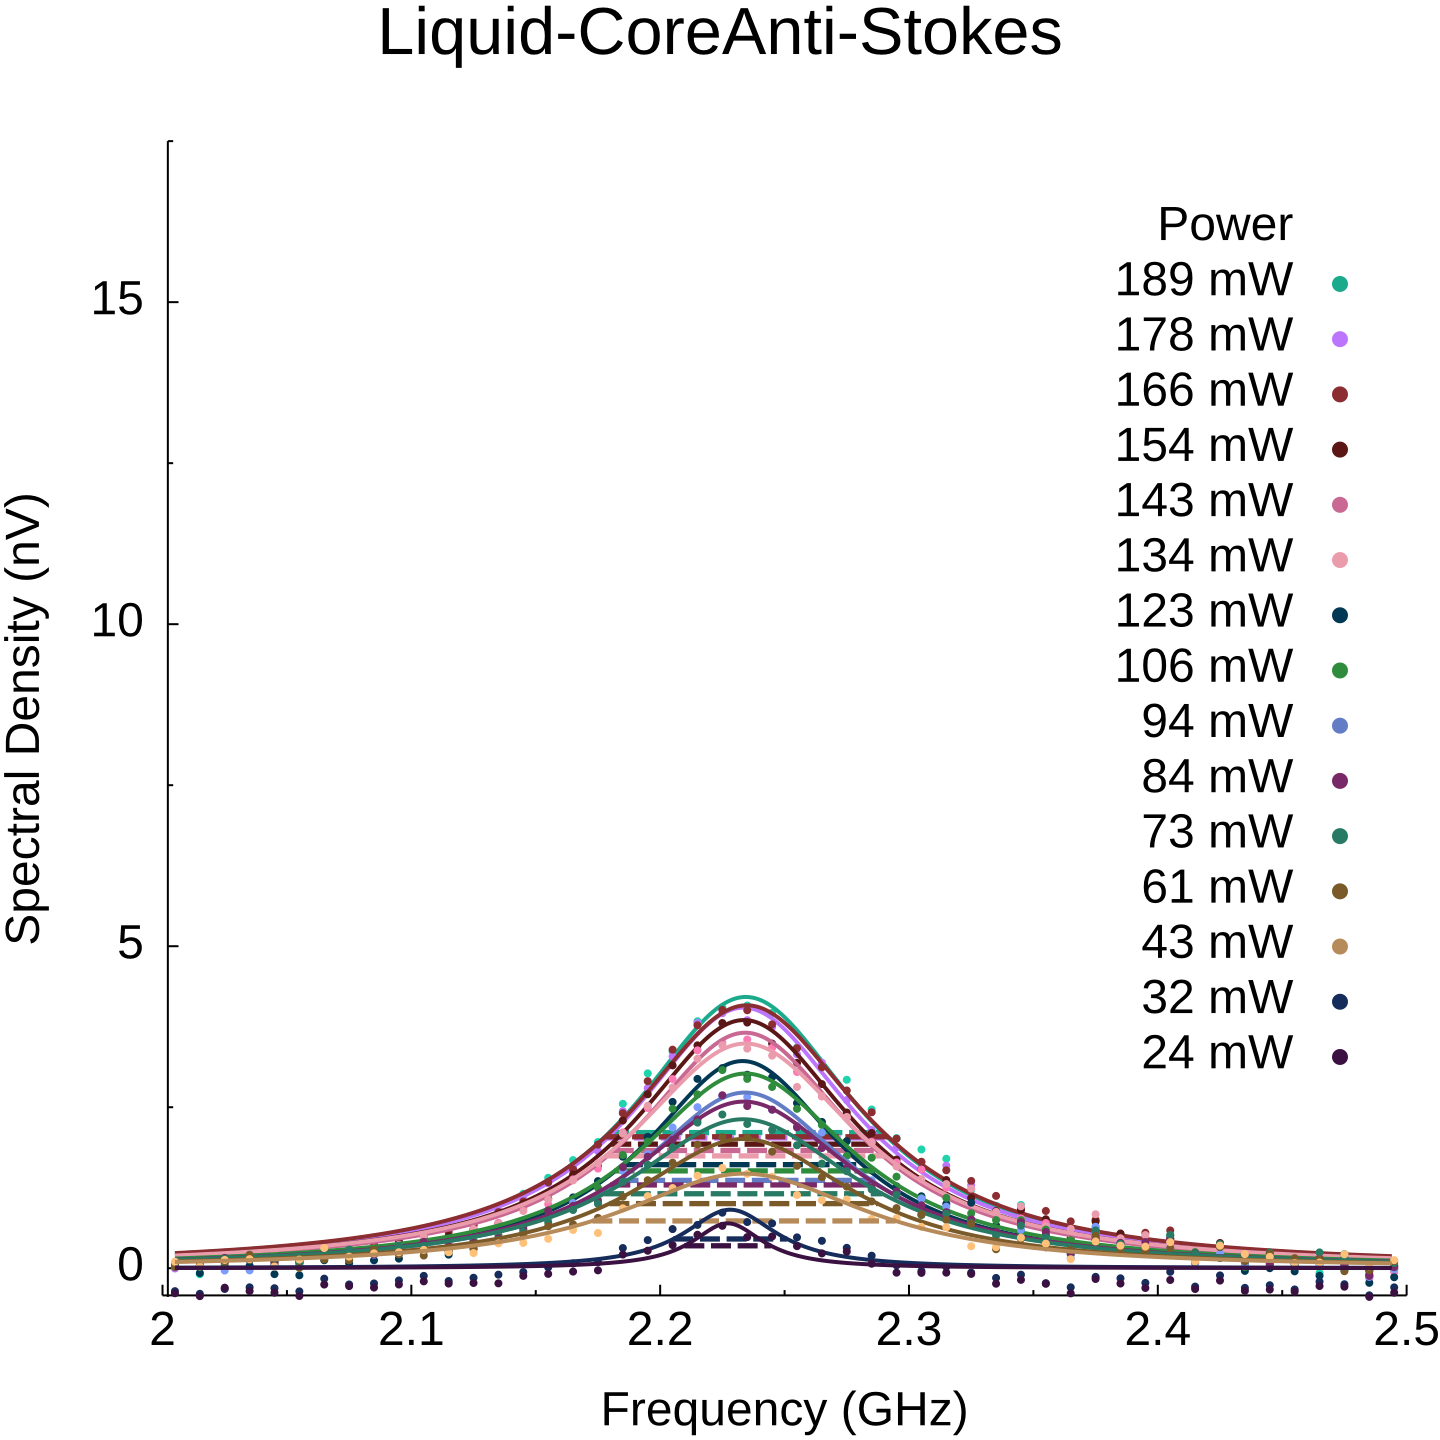 Liquid-CoreAnti-Stokes
Power
189 mW
178 mW
166 mW
154 mW
143 mW
134 mW
123 mW
106 mW
94 mW
84 mW
73 mW
61 mW
43 mW
32 mW
24 mW
15
10
5
0
Spectral Density (nV)
2 2.1 2.2 2.3 2.4 2.5
Frequency (GHz)